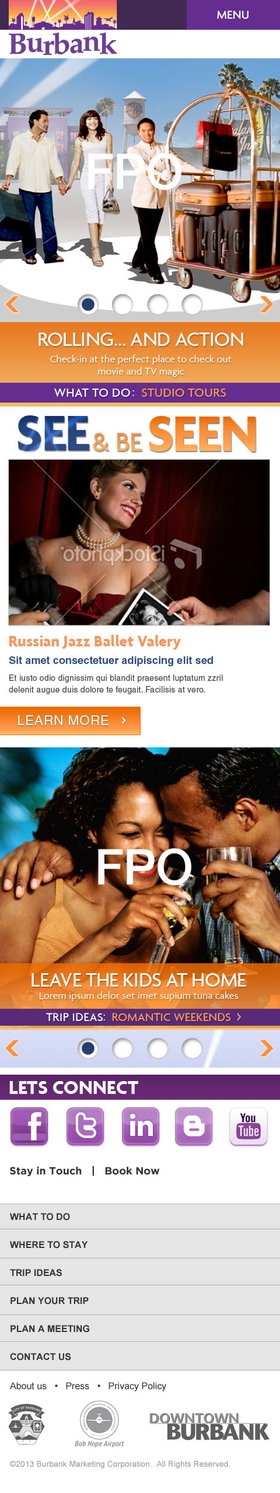 MENU
Burbank
FPO
ROLLING... AND ACTION
Check-in at the perfect place to check out
movie and TV magic
WHAT TO DO: STUDIO TOURS
SEE & BE SEEN
iStockphoto
Russian Jazz Ballet Valery
Sit amet consectetuer adipiscing elit sed
Et iusto odio dignissim qui blandit praesent luptatum zzril
delenit augue duis dolore te feugait. Facilisis at vero.
LEARN MORE >
FPO
LEAVE THE KIDS AT HOME
Lorem ipsum delor set imet supium tuna cakes
TRIP IDEAS: ROMANTIC WEEKENDS >
LETS CONNECT
You
Tube
Stay in Touch | Book Now
WHAT TO DO
WHERE TO STAY
TRIP IDEAS
PLAN YOUR TRIP
PLAN A MEETING
CONTACT US
About us • Press • Privacy Policy
Bob Hope Airport
DOWNTOWN
BURBANK
©2013 Burbank Marketing Corporation. All Rights Reserved.